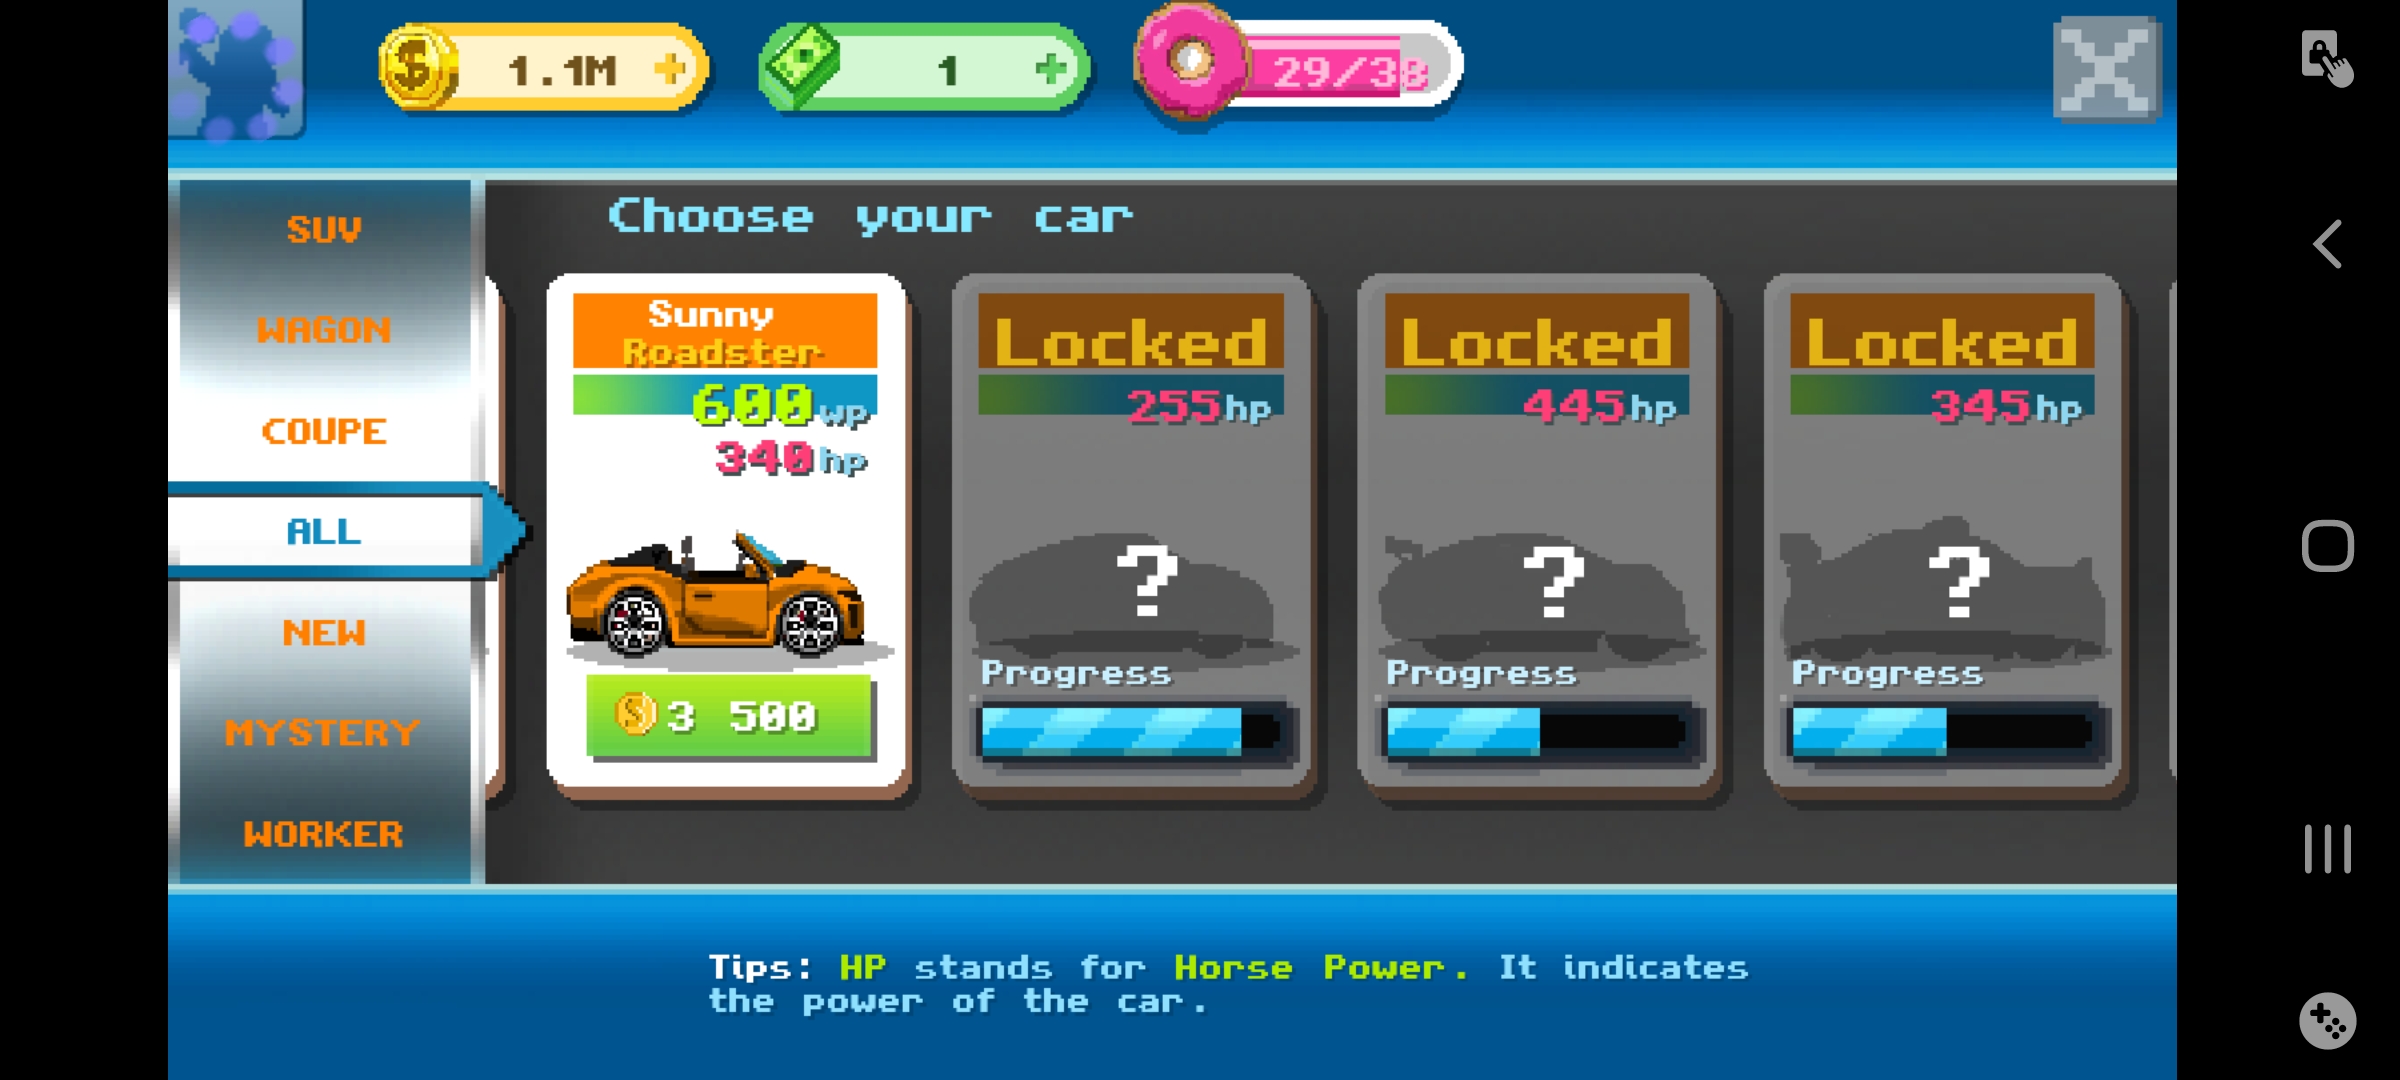 1.1M +
1 +
29/38
Choose your car
SUV
WAGON
COUPE
ALL
NEW
MYSTERY
WORKER
Sunny
Roadster
600wp
340hp
3 500
Locked
255hp
?
Progress
Locked
445hp
?
Progress
Locked
345hp
?
Progress
Tips: HP stands for Horse Power. It indicates
the power of the car.